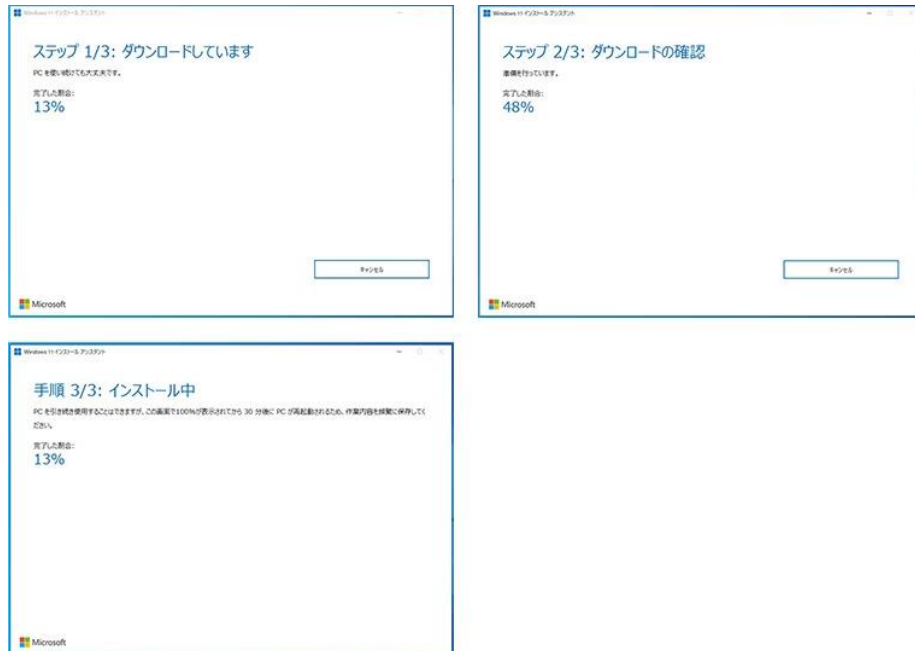 Windows 11 インストール アシスタント
ステップ 1/3: ダウンロードしています
PC を使い続けても大丈夫です。
完了した割合:
13%
キャンセル
Microsoft
Windows 11 インストール アシスタント
ステップ 2/3: ダウンロードの確認
準備を行っています。
完了した割合:
48%
キャンセル
Microsoft
Windows 11 インストール アシスタント
手順 3/3: インストール中
PC を引き続き使用することはできますが、この画面で100%が表示されてから 30 分後に PC が再起動されるため、作業内容を頻繁に保存してく
ださい。
完了した割合:
13%
Microsoft